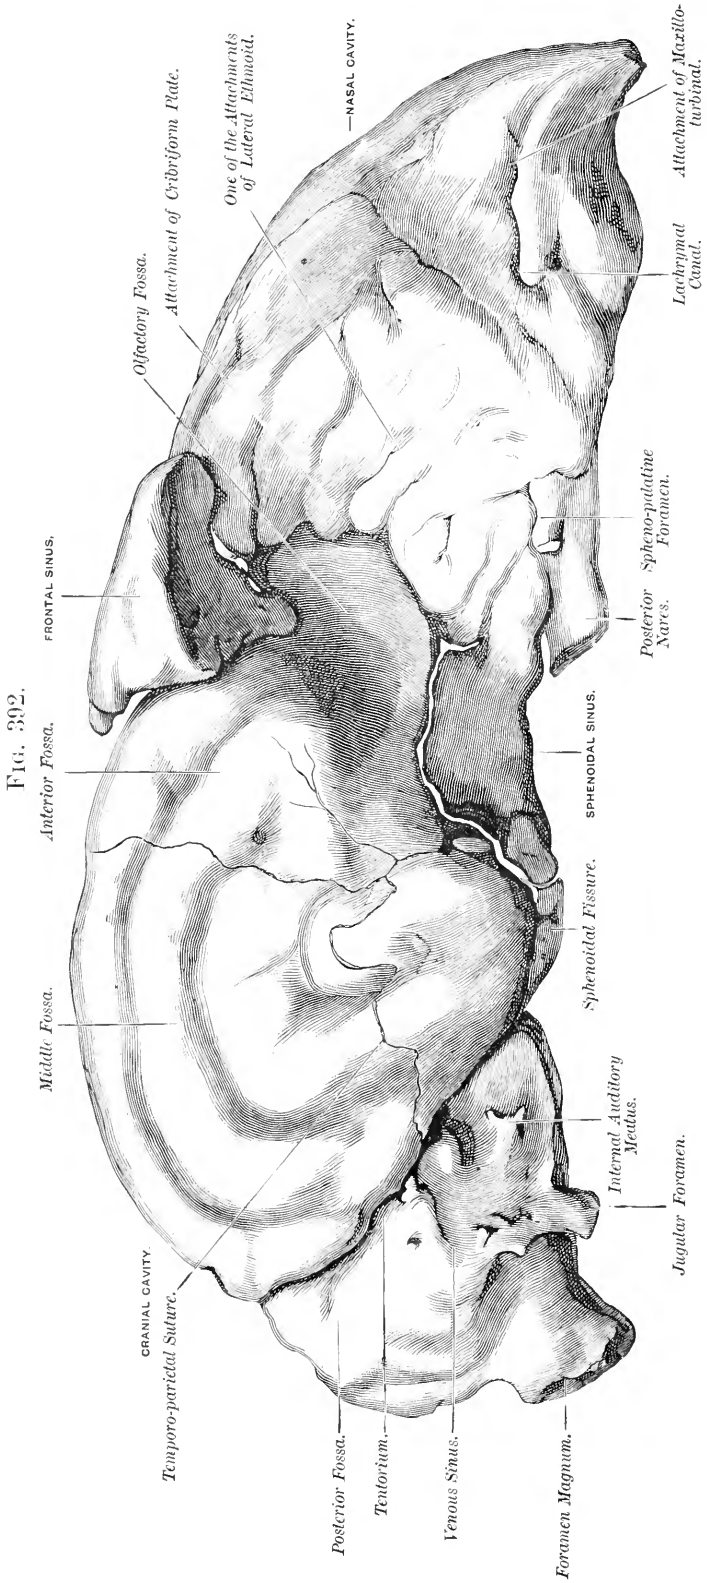 FIG. 392.
Middle Fossa.
Anterior Fossa.
FRONTAL SINUS.
Olfactory Fossa.
Attachment of Cribriform Plate.
One of the Attachments
of Lateral Ethmoid.
NASAL CAVITY.
CRANIAL CAVITY.
Temporo-parietal Suture.
Posterior Fossa.
Tentorium.
Venous Sinus.
Foramen Magnum.
Jugular Foramen.
Internal Auditory
Meatus.
Sphenoidal Fissure.
SPHENOIDAL SINUS.
Posterior
Nares.
Spheno-palatine
Foramen.
Lachrymal
Canal.
Attachment of Maxillo-
turbinal.